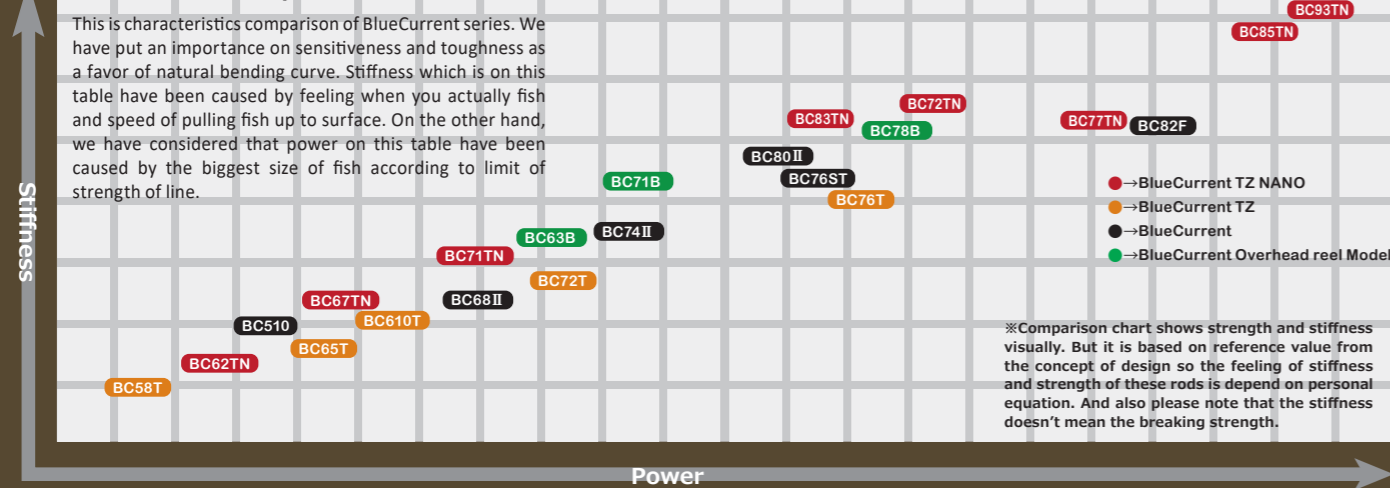 This is characteristics comparison of BlueCurrent series. We
have put an importance on sensitiveness and toughness as
a favor of natural bending curve. Stiffness which is on this
table have been caused by feeling when you actually fish
and speed of pulling fish up to surface. On the other hand,
we have considered that power on this table have been
caused by the biggest size of fish according to limit of
strength of line.
BC93TN
BC85TN
BC72TN
BC83TN
BC77TN
BC82F
BC78B
BC80Ⅱ
BC76ST
BC71B
BC76T
BC74Ⅱ
BC63B
BC71TN
BC72T
BC67TN
BC68Ⅱ
BC610T
BC510
BC65T
BC62TN
BC58T
●→BlueCurrent TZ NANO
●→BlueCurrent TZ
●→BlueCurrent
●→BlueCurrent Overhead reel Model
※Comparison chart shows strength and stiffness
visually. But it is based on reference value from
the concept of design so the feeling of stiffness
and strength of these rods is depend on personal
equation. And also please note that the stiffness
doesn't mean the breaking strength.
Stiffness
Power